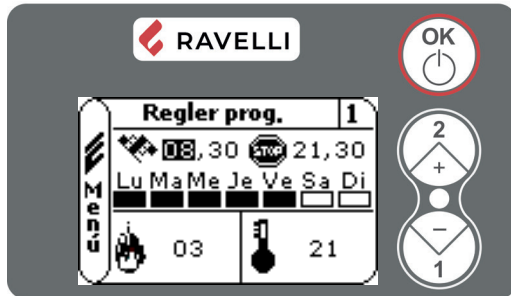 RAVELLI
OK
Regler prog. 1
08,30 STOP 21,30
Lu Ma Me Je Ve Sa Di
Menú
03 21
2
+
−
1